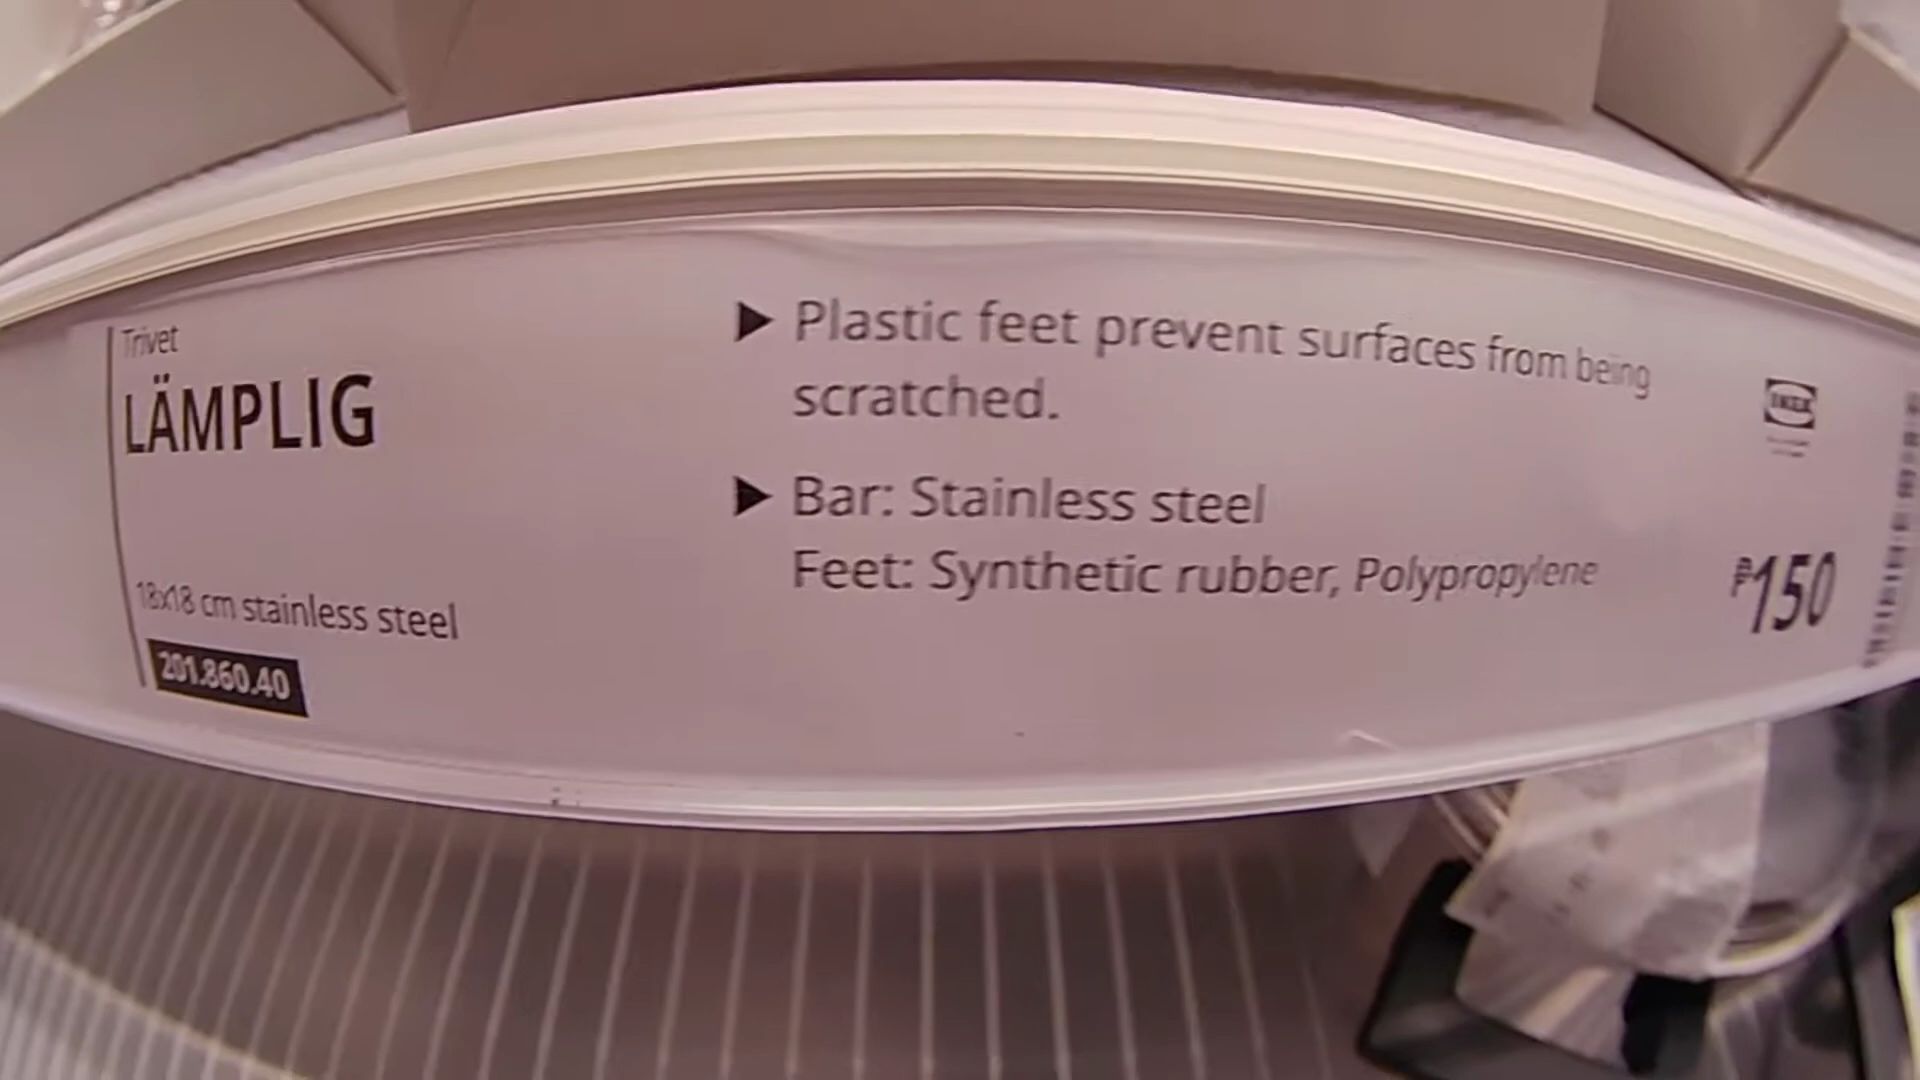 Trivet
LÄMPLIG
18x18 cm stainless steel
201.860.40
▶ Plastic feet prevent surfaces from being
scratched.
▶ Bar: Stainless steel
Feet: Synthetic rubber, Polypropylene
IKEA
₱150